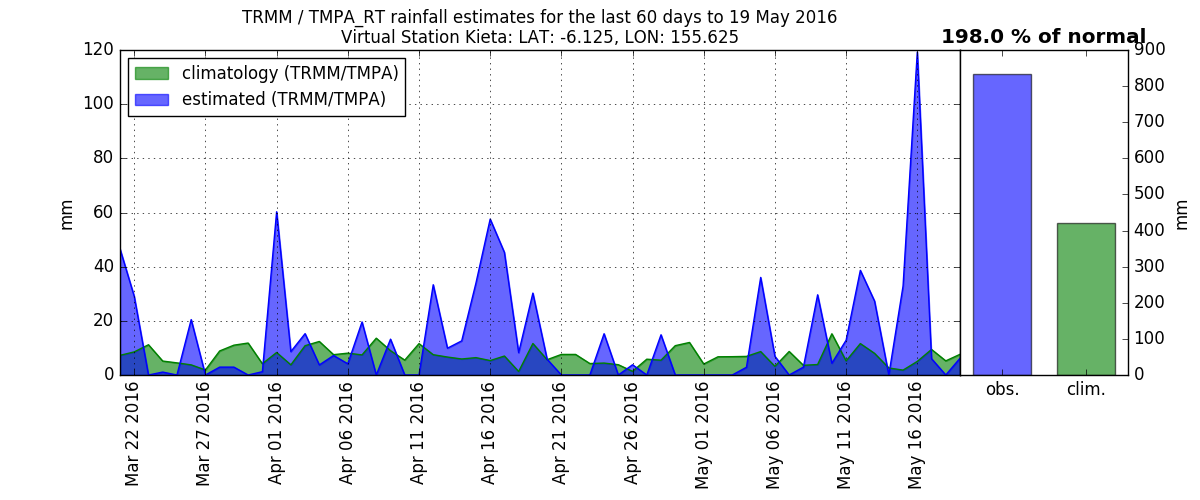 TRMM / TMPA_RT rainfall estimates for the last 60 days to 19 May 2016
Virtual Station Kieta: LAT: -6.125, LON: 155.625
198.0 % of normal
climatology (TRMM/TMPA)
estimated (TRMM/TMPA)
mm
120
100
80
60
40
20
0
Mar 22 2016
Mar 27 2016
Apr 01 2016
Apr 06 2016
Apr 11 2016
Apr 16 2016
Apr 21 2016
Apr 26 2016
May 01 2016
May 06 2016
May 11 2016
May 16 2016
900
800
700
600
500
400
300
200
100
0
mm
obs.
clim.